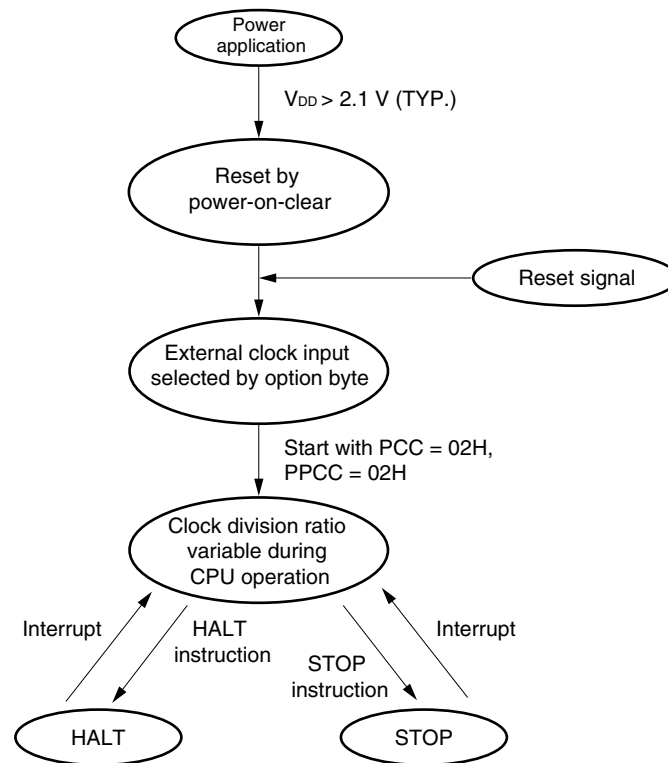 Power
application
VDD > 2.1 V (TYP.)
Reset by
power-on-clear
Reset signal
External clock input
selected by option byte
Start with PCC = 02H,
PPCC = 02H
Clock division ratio
variable during
CPU operation
Interrupt
HALT
instruction
STOP
instruction
Interrupt
HALT
STOP